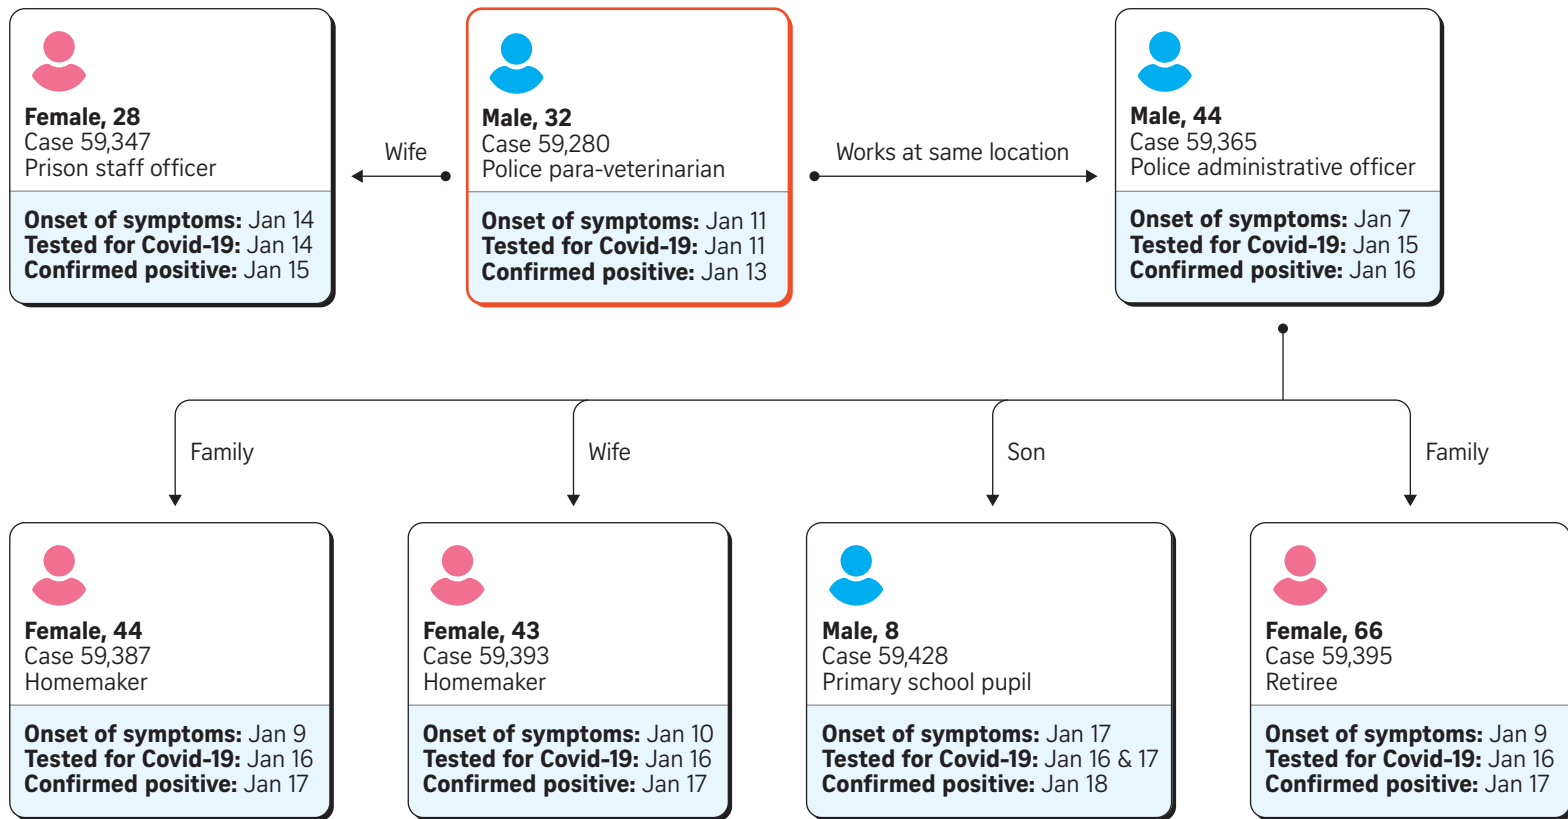 Female, 28
Case 59,347
Prison staff officer
Onset of symptoms: Jan 14
Tested for Covid-19: Jan 14
Confirmed positive: Jan 15
Wife
Male, 32
Case 59,280
Police para-veterinarian
Onset of symptoms: Jan 11
Tested for Covid-19: Jan 11
Confirmed positive: Jan 13
Works at same location
Male, 44
Case 59,365
Police administrative officer
Onset of symptoms: Jan 7
Tested for Covid-19: Jan 15
Confirmed positive: Jan 16
Family
Female, 44
Case 59,387
Homemaker
Onset of symptoms: Jan 9
Tested for Covid-19: Jan 16
Confirmed positive: Jan 17
Wife
Female, 43
Case 59,393
Homemaker
Onset of symptoms: Jan 10
Tested for Covid-19: Jan 16
Confirmed positive: Jan 17
Son
Male, 8
Case 59,428
Primary school pupil
Onset of symptoms: Jan 17
Tested for Covid-19: Jan 16 & 17
Confirmed positive: Jan 18
Family
Female, 66
Case 59,395
Retiree
Onset of symptoms: Jan 9
Tested for Covid-19: Jan 16
Confirmed positive: Jan 17